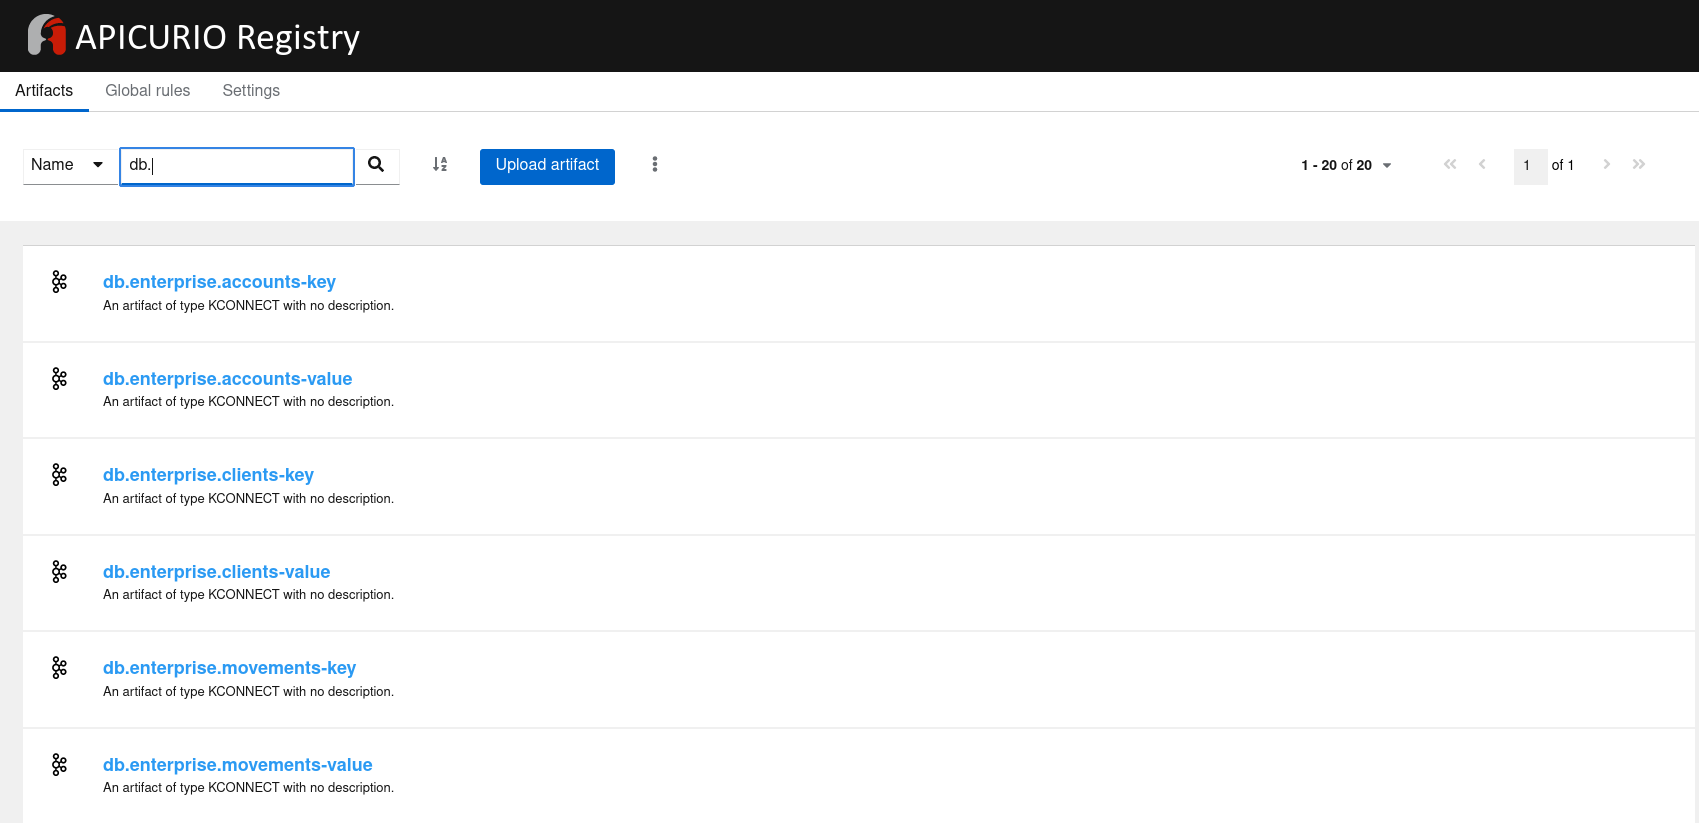 APICURIO Registry
Artifacts Global rules Settings
Name db. Upload artifact 1 - 20 of 20 1 of 1
db.enterprise.accounts-key
An artifact of type KCONNECT with no description.
db.enterprise.accounts-value
An artifact of type KCONNECT with no description.
db.enterprise.clients-key
An artifact of type KCONNECT with no description.
db.enterprise.clients-value
An artifact of type KCONNECT with no description.
db.enterprise.movements-key
An artifact of type KCONNECT with no description.
db.enterprise.movements-value
An artifact of type KCONNECT with no description.